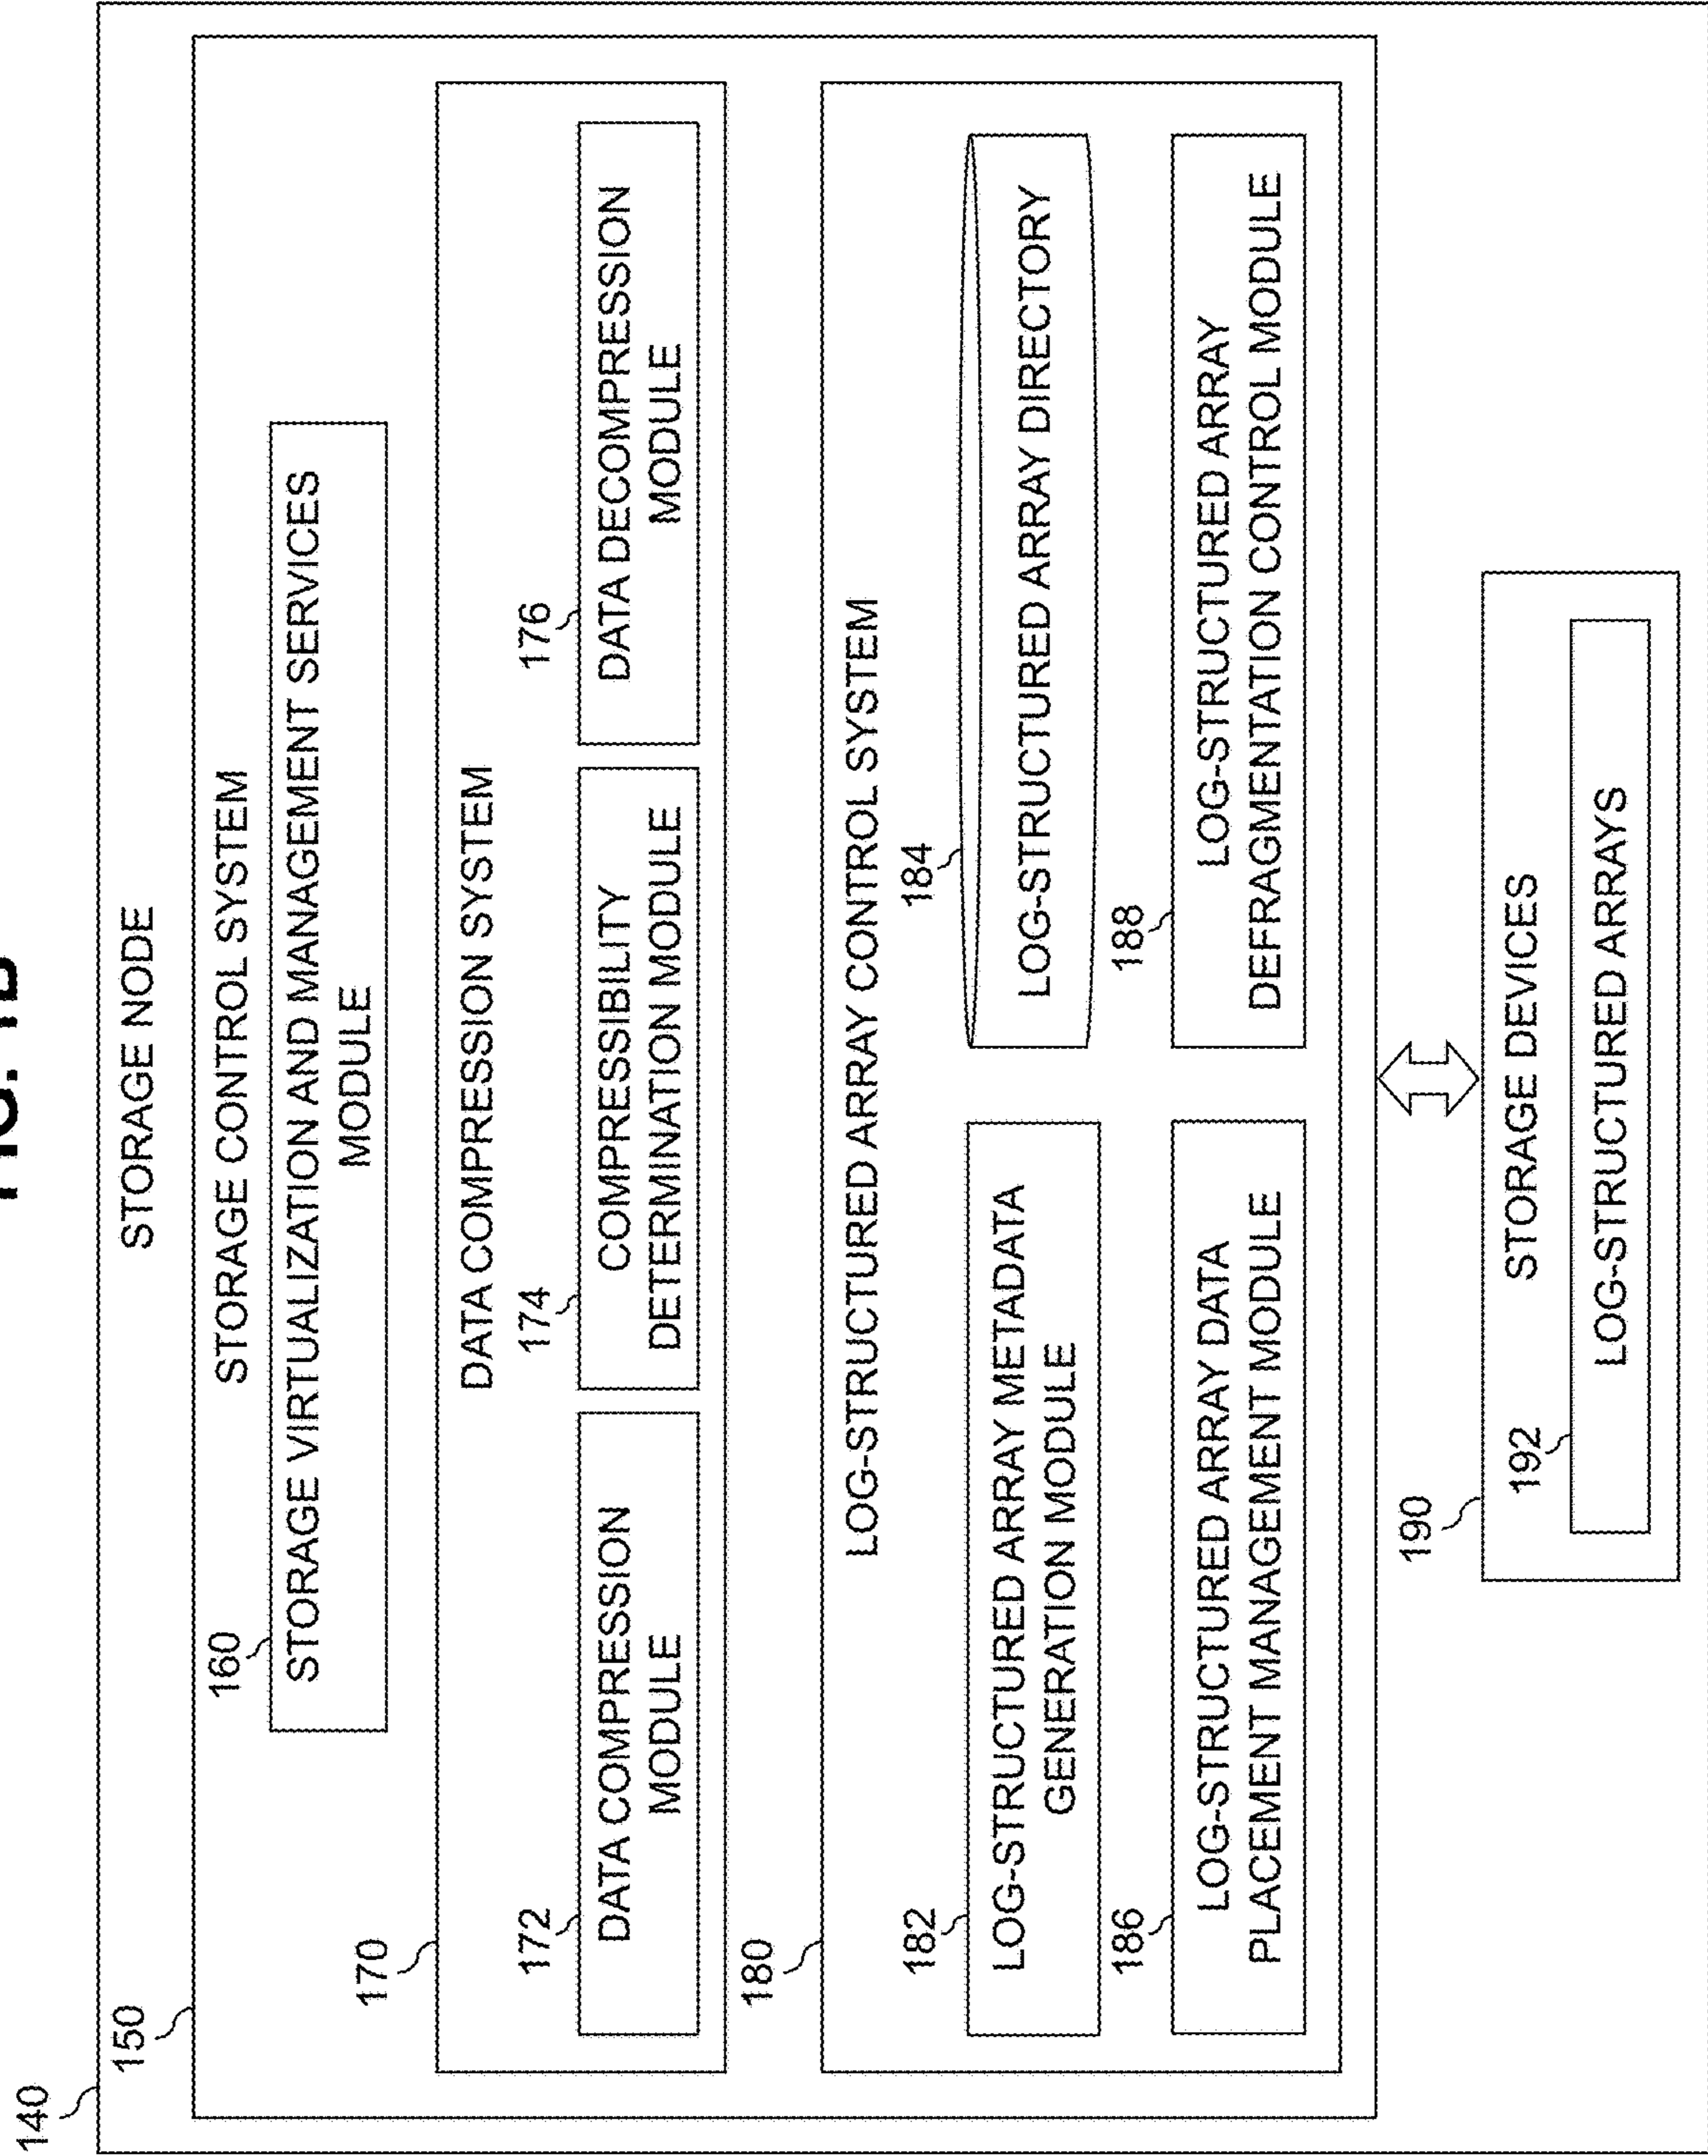 FIG. 1B
140
STORAGE NODE
150
STORAGE CONTROL SYSTEM
160
STORAGE VIRTUALIZATION AND MANAGEMENT SERVICES
MODULE
170
DATA COMPRESSION SYSTEM
172
DATA COMPRESSION
MODULE
174
COMPRESSIBILITY
DETERMINATION MODULE
176
DATA DECOMPRESSION
MODULE
180
LOG-STRUCTURED ARRAY CONTROL SYSTEM
182
LOG-STRUCTURED ARRAY METADATA
GENERATION MODULE
184
LOG-STRUCTURED ARRAY DIRECTORY
186
LOG-STRUCTURED ARRAY DATA
PLACEMENT MANAGEMENT MODULE
188
LOG-STRUCTURED ARRAY
DEFRAGMENTATION CONTROL MODULE
190
STORAGE DEVICES
192
LOG-STRUCTURED ARRAYS